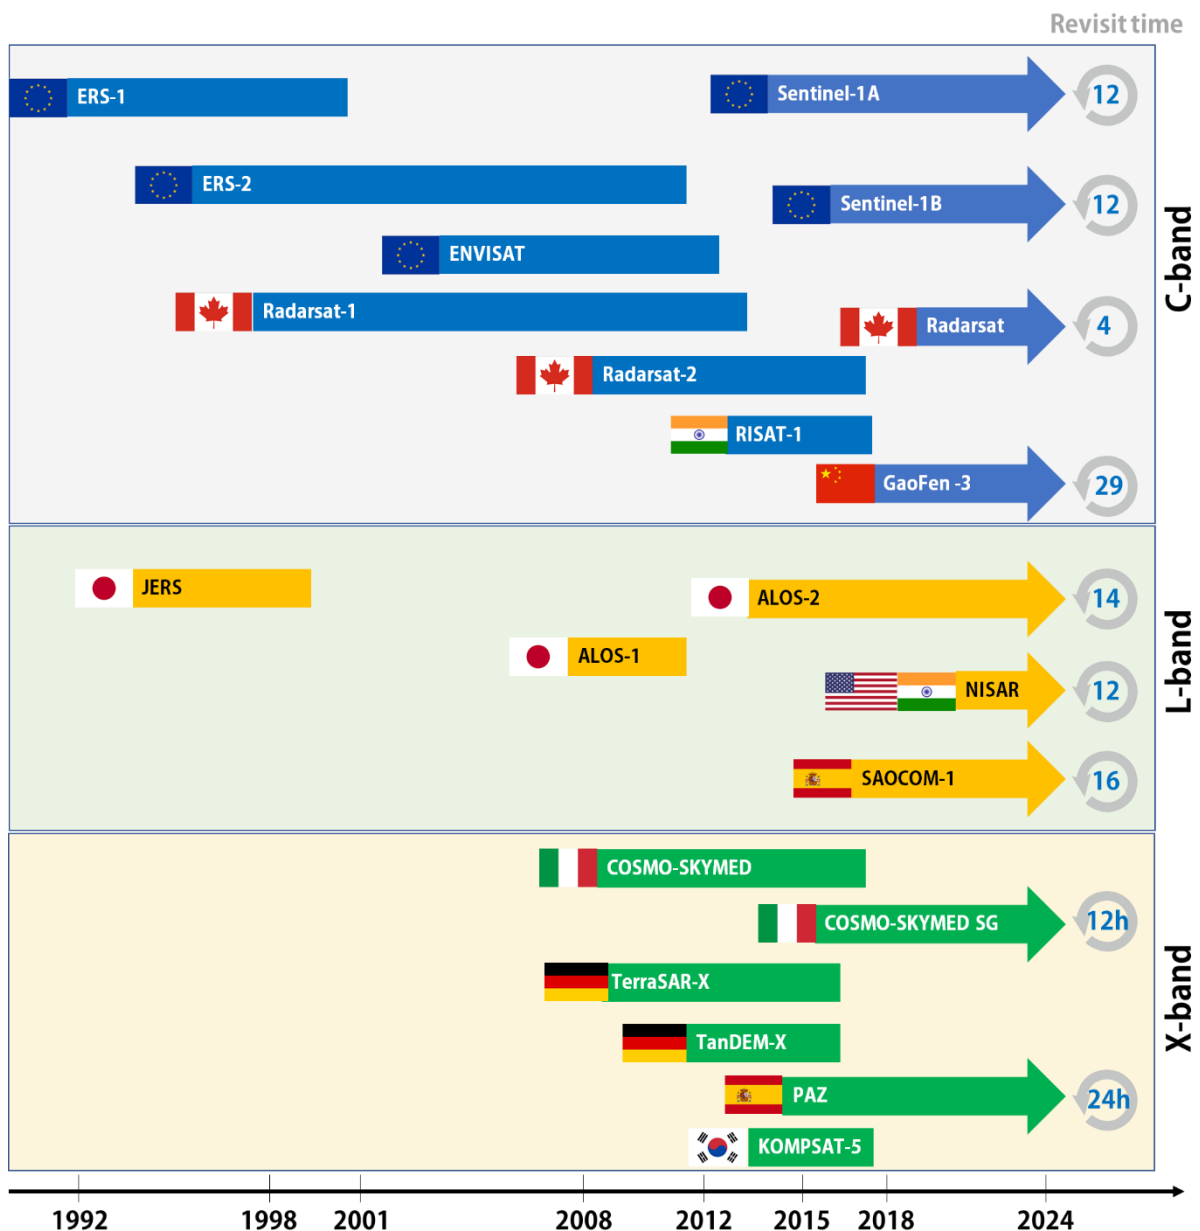 Revisit time
ERS-1
Sentinel-1A
12
ERS-2
Sentinel-1B
12
ENVISAT
Radarsat-1
Radarsat
4
Radarsat-2
RISAT-1
GaoFen -3
29
C-band
JERS
ALOS-2
14
ALOS-1
NISAR
12
SAOCOM-1
16
L-band
COSMO-SKYMED
COSMO-SKYMED SG
12h
TerraSAR-X
TanDEM-X
PAZ
24h
KOMPSAT-5
X-band
1992 1998 2001 2008 2012 2015 2018 2024